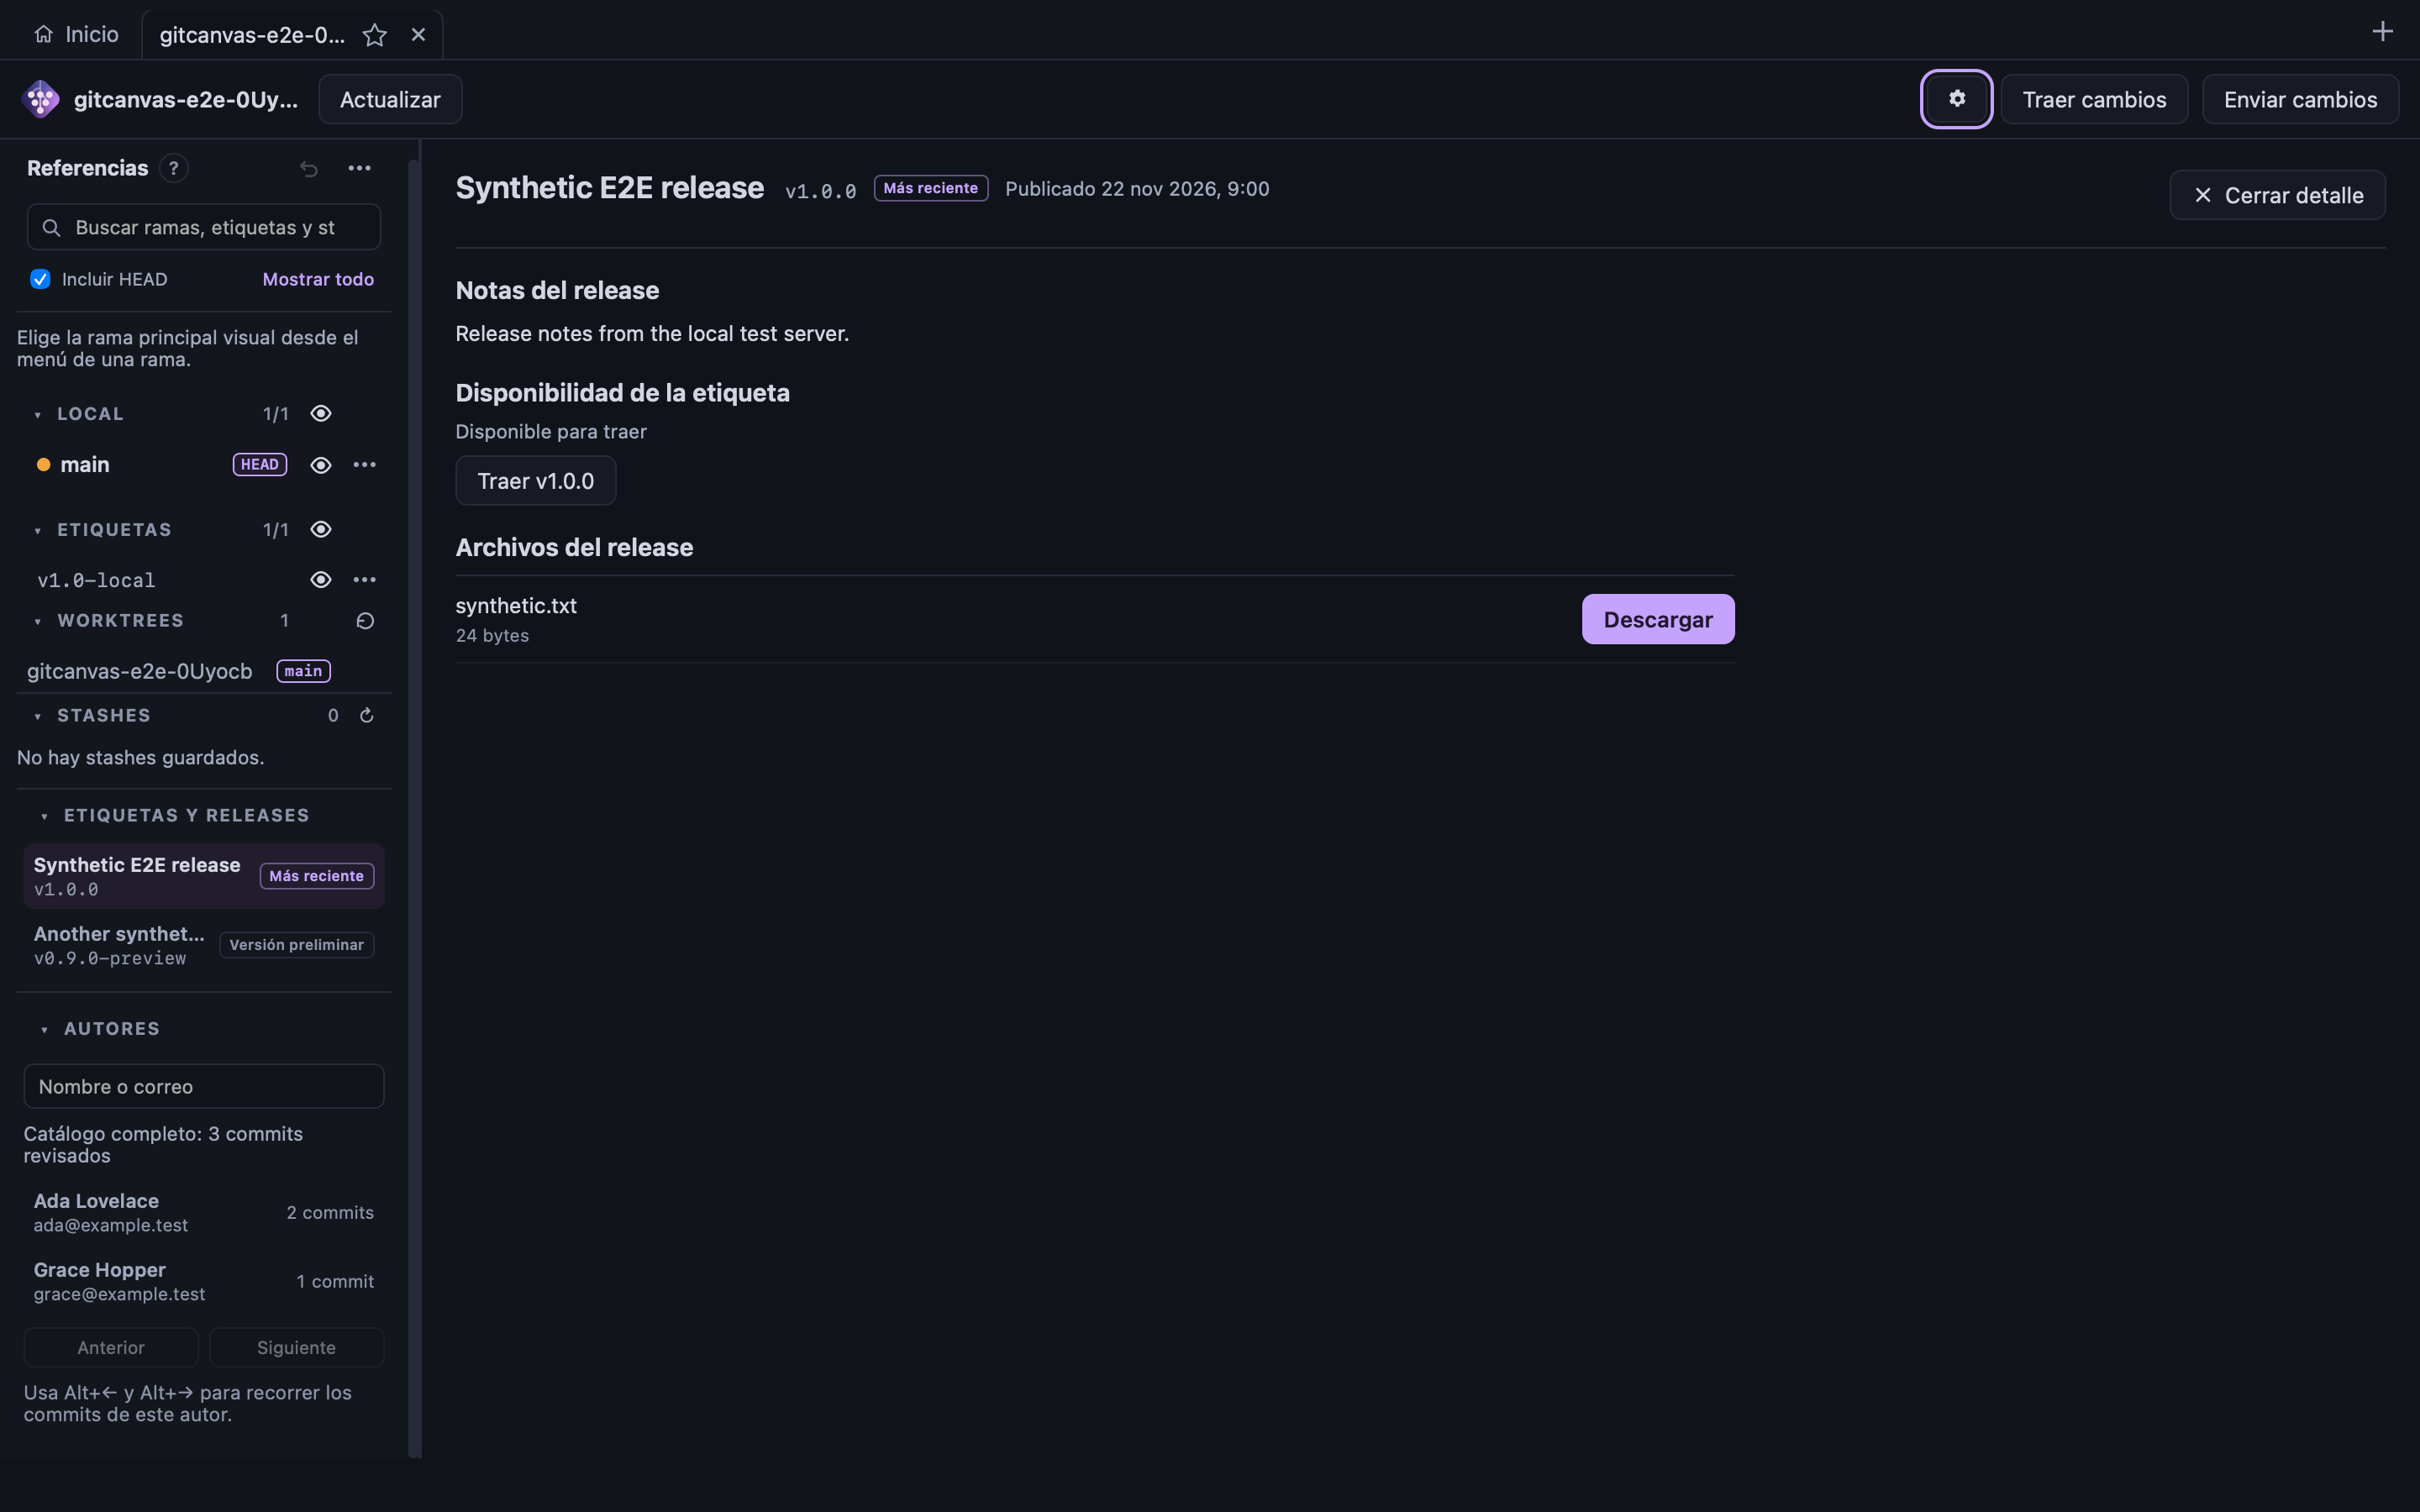 Inicio
gitcanvas-e2e-0...
gitcanvas-e2e-0Uy...
Actualizar
Traer cambios
Enviar cambios
Referencias ?
Buscar ramas, etiquetas y st
Incluir HEAD
Mostrar todo
Elige la rama principal visual desde el
menú de una rama.
LOCAL 1/1
main HEAD
ETIQUETAS 1/1
v1.0-local
WORKTREES 1
gitcanvas-e2e-0Uyocb main
STASHES 0
No hay stashes guardados.
ETIQUETAS Y RELEASES
Synthetic E2E release
v1.0.0
Más reciente
Another synthet...
v0.9.0-preview
Versión preliminar
AUTORES
Nombre o correo
Catálogo completo: 3 commits
revisados
Ada Lovelace
ada@example.test
2 commits
Grace Hopper
grace@example.test
1 commit
Anterior
Siguiente
Usa Alt+← y Alt+→ para recorrer los
commits de este autor.
Synthetic E2E release v1.0.0 Más reciente Publicado 22 nov 2026, 9:00
Cerrar detalle
Notas del release
Release notes from the local test server.
Disponibilidad de la etiqueta
Disponible para traer
Traer v1.0.0
Archivos del release
synthetic.txt
24 bytes
Descargar